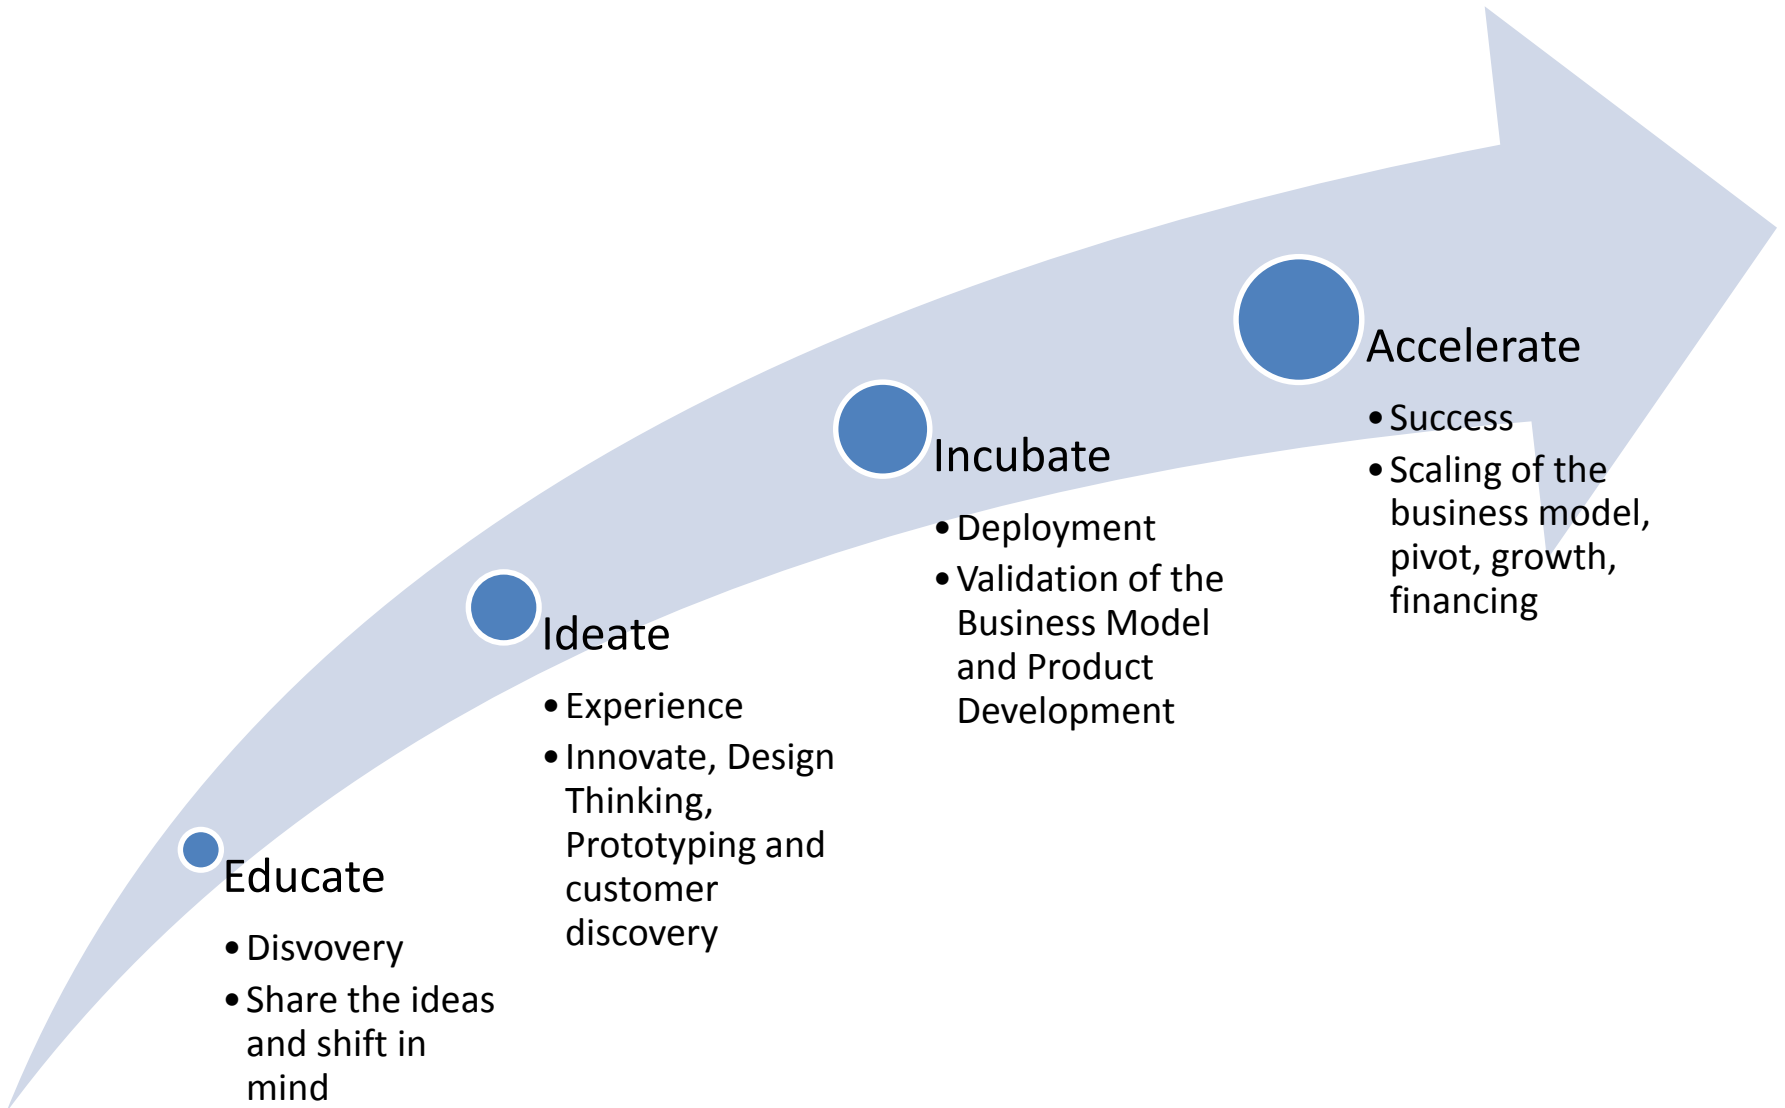 Educate
• Disvovery
• Share the ideas
and shift in
mind
Ideate
• Experience
• Innovate, Design
Thinking,
Prototyping and
customer
discovery
Incubate
• Deployment
• Validation of the
Business Model
and Product
Development
Accelerate
• Success
• Scaling of the
business model,
pivot, growth,
financing